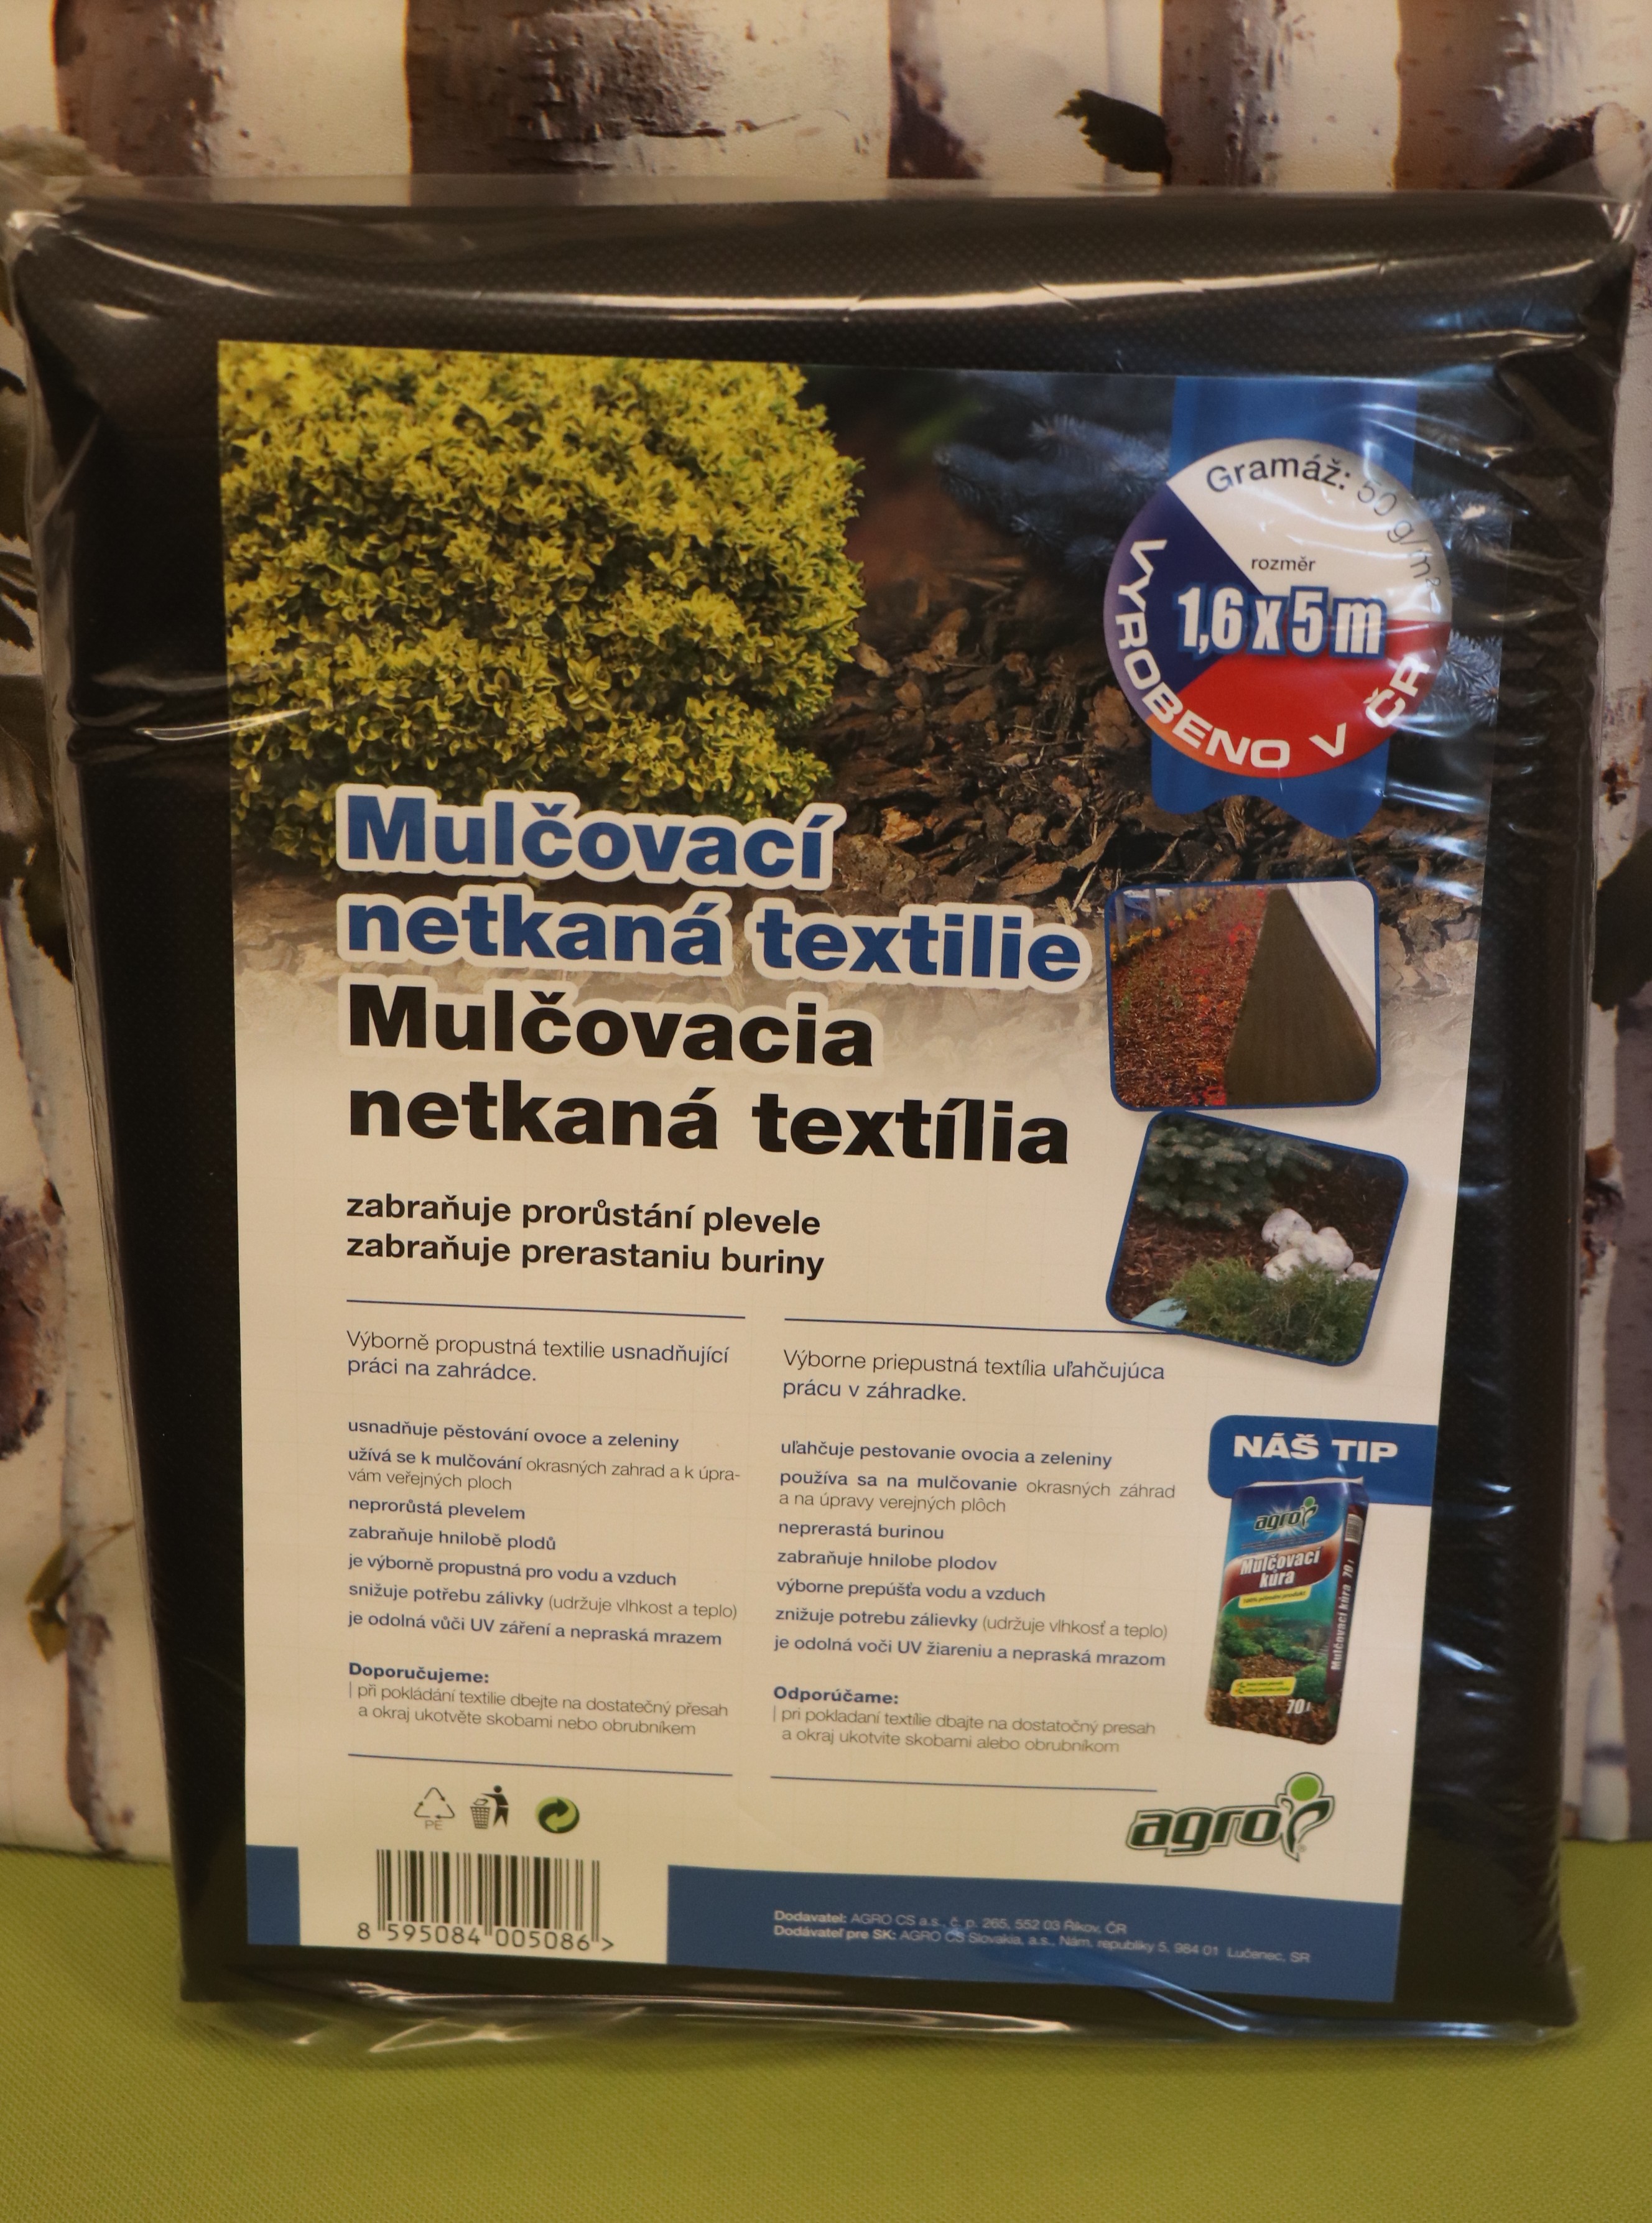 Gramáž: 50 g/m²
rozměr
1,6 x 5 m
VYROBENO V ČR
Mulčovací
netkaná textilie
Mulčovacia
netkaná textília
zabraňuje prorůstání plevele
zabraňuje prerastaniu buriny
Výborně propustná textilie usnadňující
práci na zahrádce.
usnadňuje pěstování ovoce a zeleniny
užívá se k mulčování okrasných zahrad a k úpra-
vám veřejných ploch
neprorůstá plevelem
zabraňuje hnilobě plodů
je výborně propustná pro vodu a vzduch
snižuje potřebu zálivky (udržuje vlhkost a teplo)
je odolná vůči UV záření a nepraská mrazem
Doporučujeme:
| při pokládání textilie dbejte na dostatečný přesah
a okraj ukotvěte skobami nebo obrubníkem
Výborne priepustná textília uľahčujúca
prácu v záhradke.
uľahčuje pestovanie ovocia a zeleniny
používa sa na mulčovanie okrasných záhrad
a na úpravy verejných plôch
neprerastá burinou
zabraňuje hnilobe plodov
výborne prepúšťa vodu a vzduch
znižuje potrebu zálievky (udržuje vlhkosť a teplo)
je odolná voči UV žiareniu a nepraská mrazom
Odporúčame:
| pri pokladaní textílie dbajte na dostatočný presah
a okraj ukotvite skobami alebo obrubníkom
NÁŠ TIP
agro
Mulčovací
kůra
100% přírodní produkt
Mulčovací kůra 70 l
70 l
PE
agro
8 595084 005086 >
Dodavatel: AGRO CS a.s., č. p. 265, 552 03 Říkov, ČR
Dodávateľ pre SK: AGRO CS Slovakia, a.s., Nám. republiky 5, 984 01 Lučenec, SR